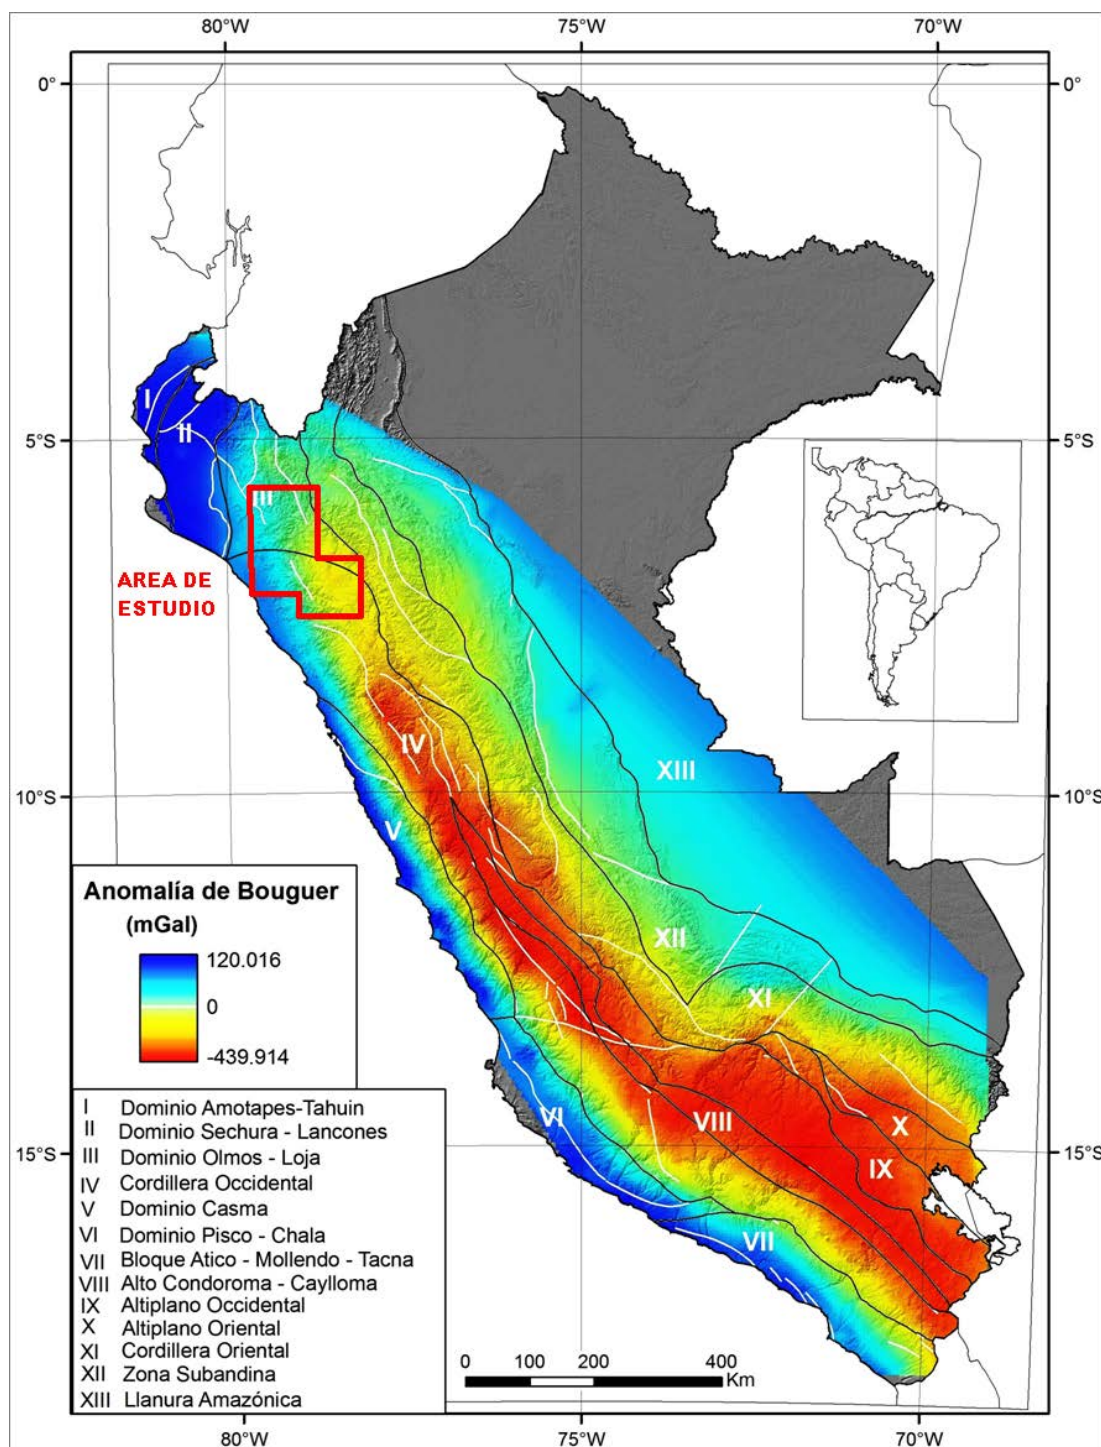 80°W 75°W 70°W
0° 0°
I
II
5°S 5°S
III
AREA DE
ESTUDIO
IV
XIII
10°S 10°S
V
Anomalía de Bouguer
(mGal)
120.016
0
-439.914
XII
XI
I Dominio Amotapes-Tahuin
II Dominio Sechura - Lancones
III Dominio Olmos - Loja
IV Cordillera Occidental
V Dominio Casma
VI Dominio Pisco - Chala
VII Bloque Atico - Mollendo - Tacna
VIII Alto Condoroma - Caylloma
IX Altiplano Occidental
X Altiplano Oriental
XI Cordillera Oriental
XII Zona Subandina
XIII Llanura Amazónica
VI
VIII
X
IX
15°S 15°S
VII
0 100 200 400
Km
80°W 75°W 70°W